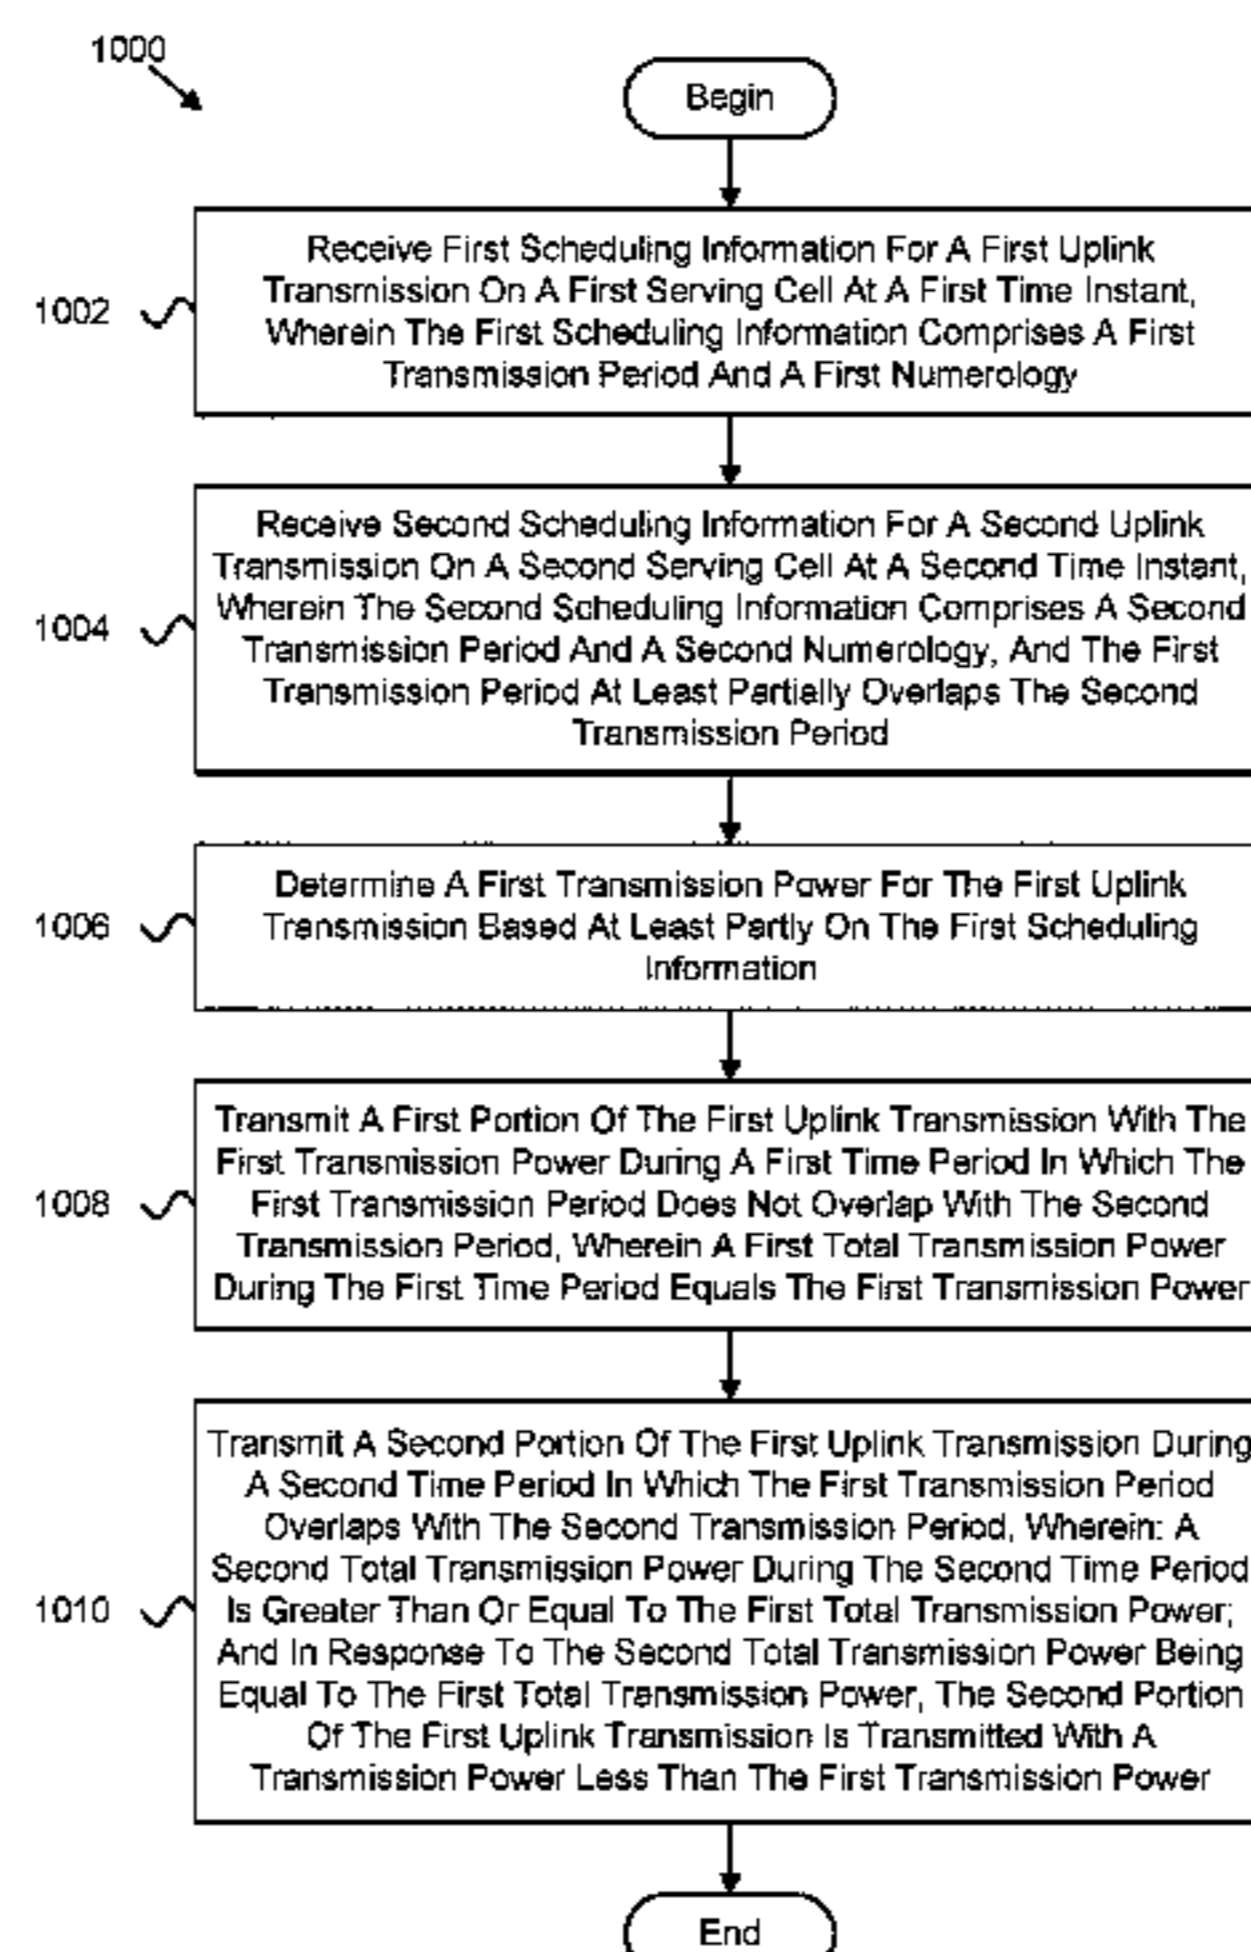 1000
Begin
Receive First Scheduling Information For A First Uplink
Transmission On A First Serving Cell At A First Time Instant,
Wherein The First Scheduling Information Comprises A First
Transmission Period And A First Numerology
1002
Receive Second Scheduling Information For A Second Uplink
Transmission On A Second Serving Cell At A Second Time Instant,
Wherein The Second Scheduling Information Comprises A Second
Transmission Period And A Second Numerology, And The First
Transmission Period At Least Partially Overlaps The Second
Transmission Period
1004
Determine A First Transmission Power For The First Uplink
Transmission Based At Least Partly On The First Scheduling
Information
1006
Transmit A First Portion Of The First Uplink Transmission With The
First Transmission Power During A First Time Period In Which The
First Transmission Period Does Not Overlap With The Second
Transmission Period, Wherein A First Total Transmission Power
During The First Time Period Equals The First Transmission Power
1008
Transmit A Second Portion Of The First Uplink Transmission During
A Second Time Period In Which The First Transmission Period
Overlaps With The Second Transmission Period, Wherein: A
Second Total Transmission Power During The Second Time Period
Is Greater Than Or Equal To The First Total Transmission Power;
And In Response To The Second Total Transmission Power Being
Equal To The First Total Transmission Power, The Second Portion
Of The First Uplink Transmission Is Transmitted With A
Transmission Power Less Than The First Transmission Power
1010
End